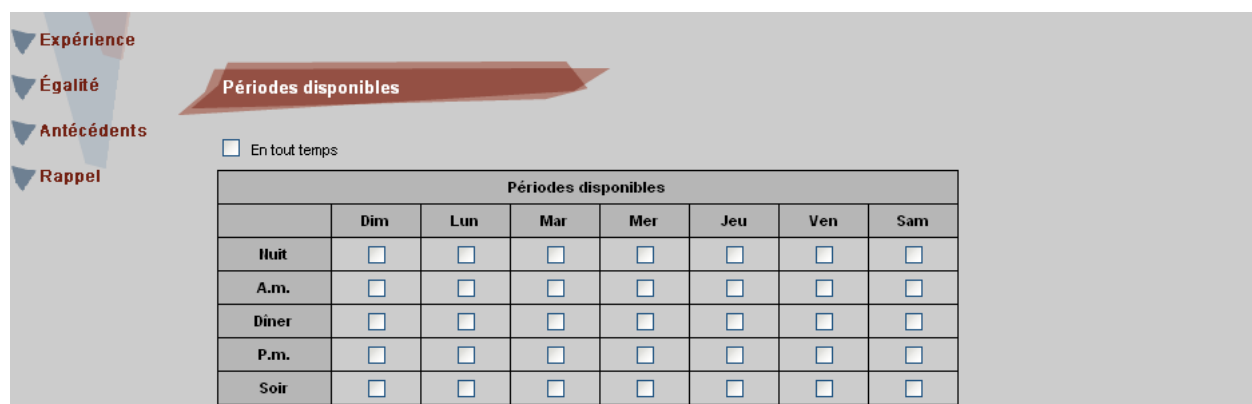 Expérience
Égalité
Antécédents
Rappel
Périodes disponibles
En tout temps
Périodes disponibles
Dim Lun Mar Mer Jeu Ven Sam
Nuit
A.m.
Dîner
P.m.
Soir